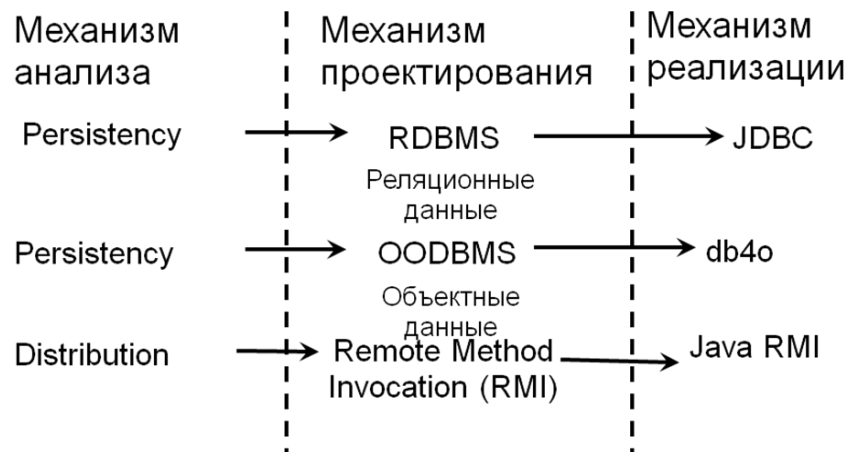 Механизм
анализа
Механизм
проектирования
Механизм
реализации
Persistency
RDBMS
JDBC
Реляционные
данные
Persistency
OODBMS
db4o
Объектные
данные
Distribution
Remote Method
Invocation (RMI)
Java RMI